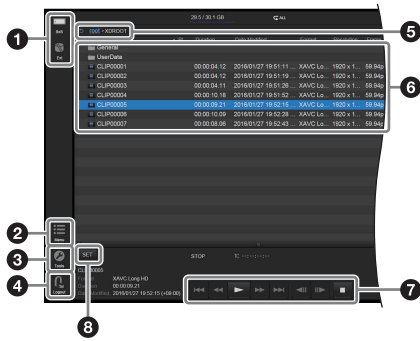 29.5 / 30.1 GB ALL
1
SxS
Ext
root • XDROOT
5
Duration Date Modified Format Resolution Frame
General
UserData
CLIP00001 00:00:04.12 2016/01/27 19:51:11 ... XAVC Lo... 1920 x 1... 59.94p
CLIP00002 00:00:04.12 2016/01/27 19:51:19 ... XAVC Lo... 1920 x 1... 59.94p
CLIP00003 00:00:04.11 2016/01/27 19:51:26 ... XAVC Lo... 1920 x 1... 59.94p
CLIP00004 00:00:10.18 2016/01/27 19:51:52 ... XAVC Lo... 1920 x 1... 59.94p
CLIP00005 00:00:09.21 2016/01/27 19:52:15 ... XAVC Lo... 1920 x 1... 59.94p
CLIP00006 00:00:10.09 2016/01/27 19:52:28 ... XAVC Lo... 1920 x 1... 59.94p
CLIP00007 00:00:08.06 2016/01/27 19:52:43 ... XAVC Lo... 1920 x 1... 59.94p
6
2
Menu
3
Tools
4
Logout
SET STOP TC --:--:--:--
CLIP00005
Format XAVC Long HD
Duration 00:00:09.21
Date Modified 2016/01/27 19:52:15 (+09:00)
7
8